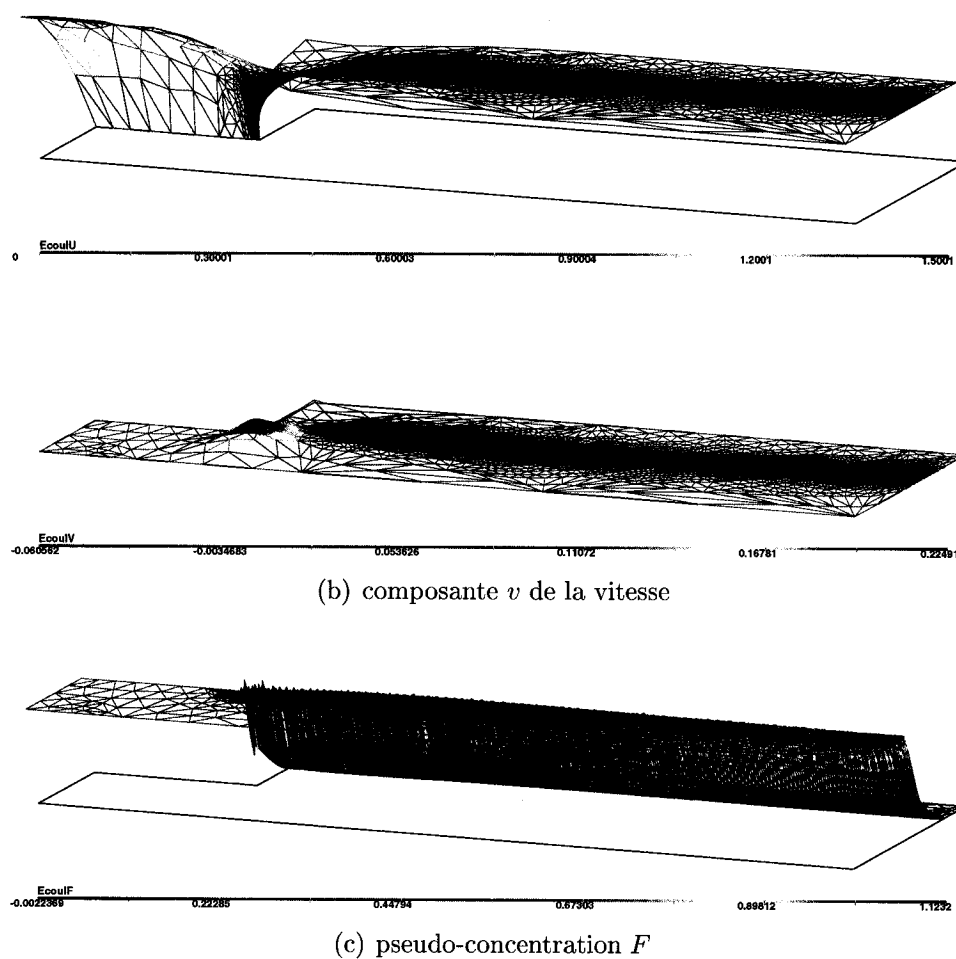 EcoulU
0 0.30001 0.60003 0.90004 1.2001 1.5001
EcoulV
-0.060562 -0.0034683 0.053626 0.11072 0.16781 0.22491
(b) composante v de la vitesse
EcoulF
-0.0022369 0.22285 0.44794 0.67303 0.89812 1.1232
(c) pseudo-concentration F